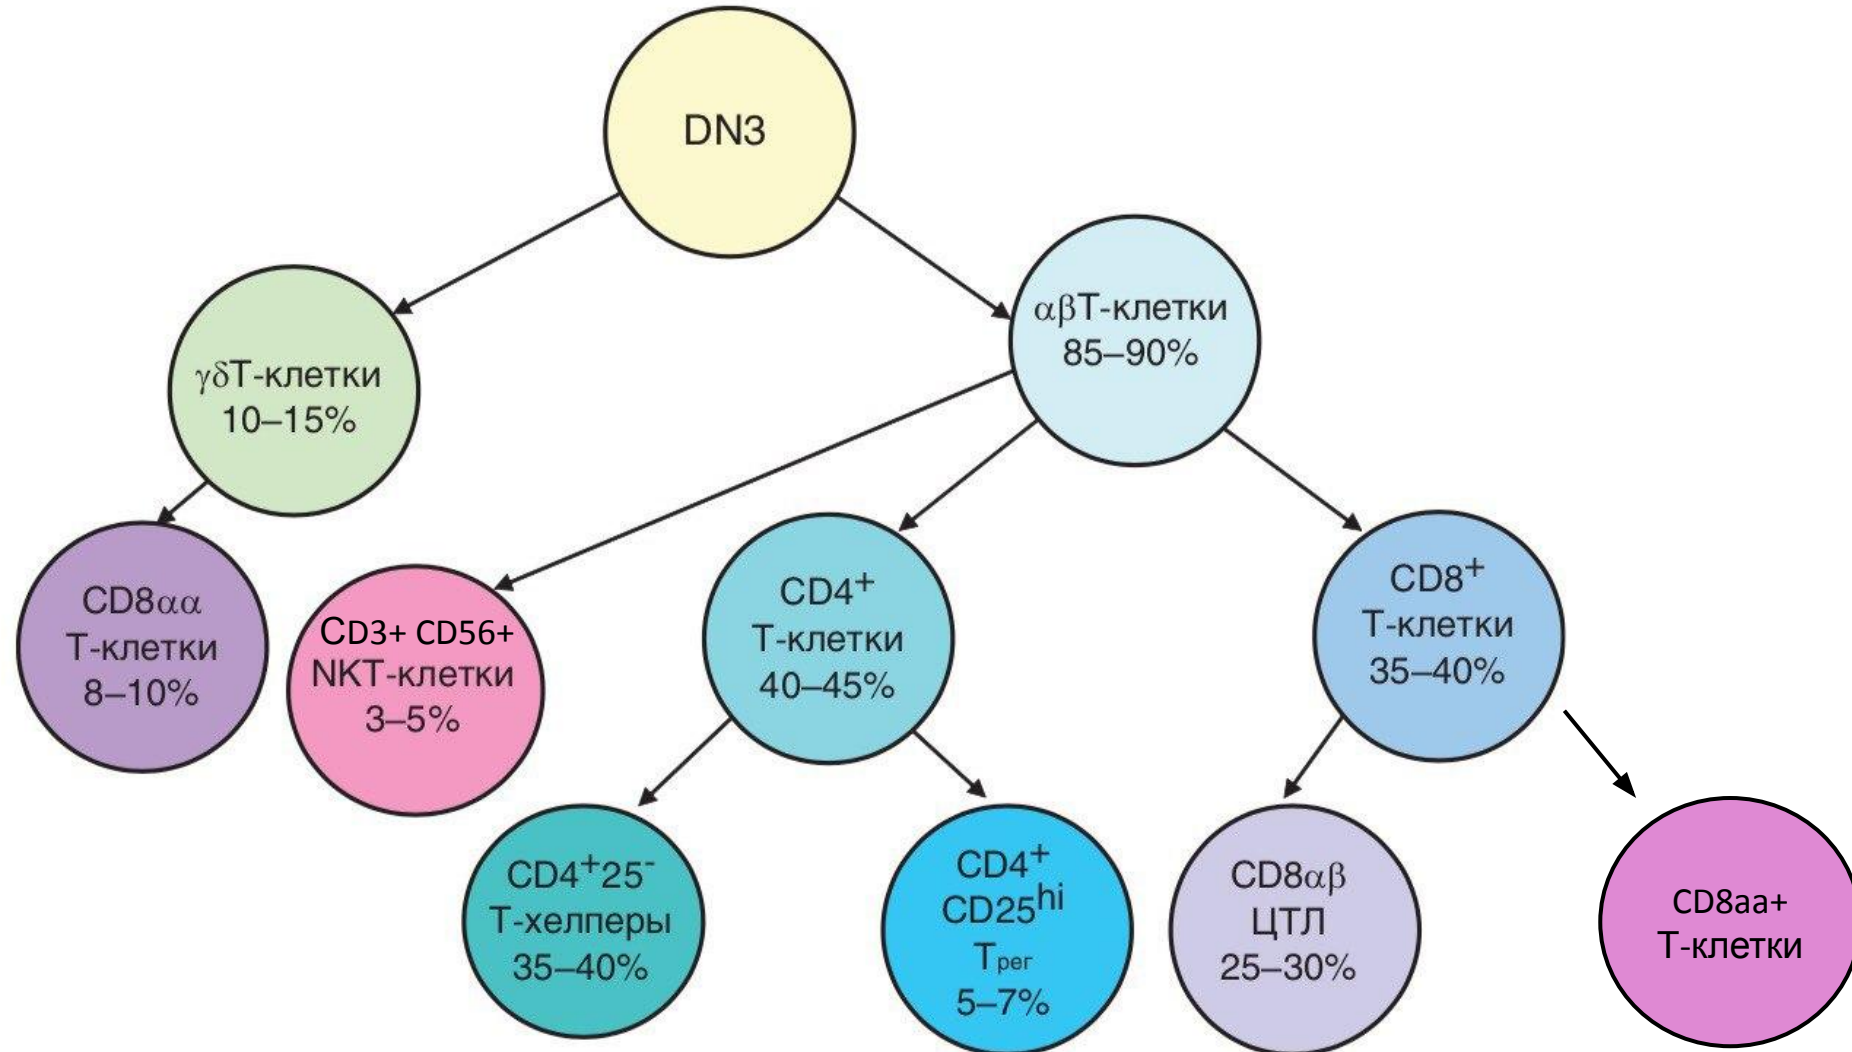 DN3
αβТ-клетки
85–90%
γδТ-клетки
10–15%
CD8αα
Т-клетки
8–10%
CD3+ CD56+
NKT-клетки
3–5%
CD4⁺
Т-клетки
40–45%
CD8⁺
Т-клетки
35–40%
CD4⁺25⁻
Т-хелперы
35–40%
CD4⁺
CD25ʰⁱ
Tрег
5–7%
CD8αβ
ЦТЛ
25–30%
CD8aa+
Т-клетки